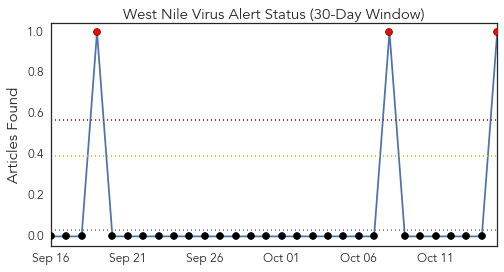 West Nile Virus Alert Status (30-Day Window)
Articles Found
1.0
0.8
0.6
0.4
0.2
0.0
Sep 16 Sep 21 Sep 26 Oct 01 Oct 06 Oct 11